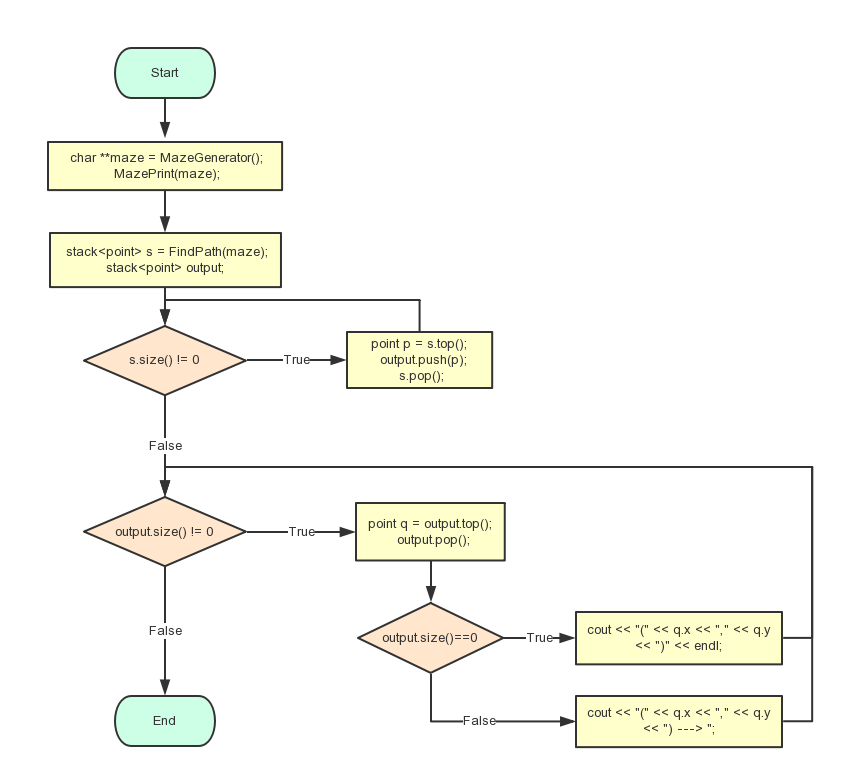 Start
char **maze = MazeGenerator();
MazePrint(maze);
stack<point> s = FindPath(maze);
stack<point> output;
s.size() != 0
True
point p = s.top();
output.push(p);
s.pop();
False
output.size() != 0
True
point q = output.top();
output.pop();
output.size()==0
True
cout << "(" << q.x << "," << q.y
<< ")" << endl;
False
cout << "(" << q.x << "," << q.y
<< ") ---> ";
False
End